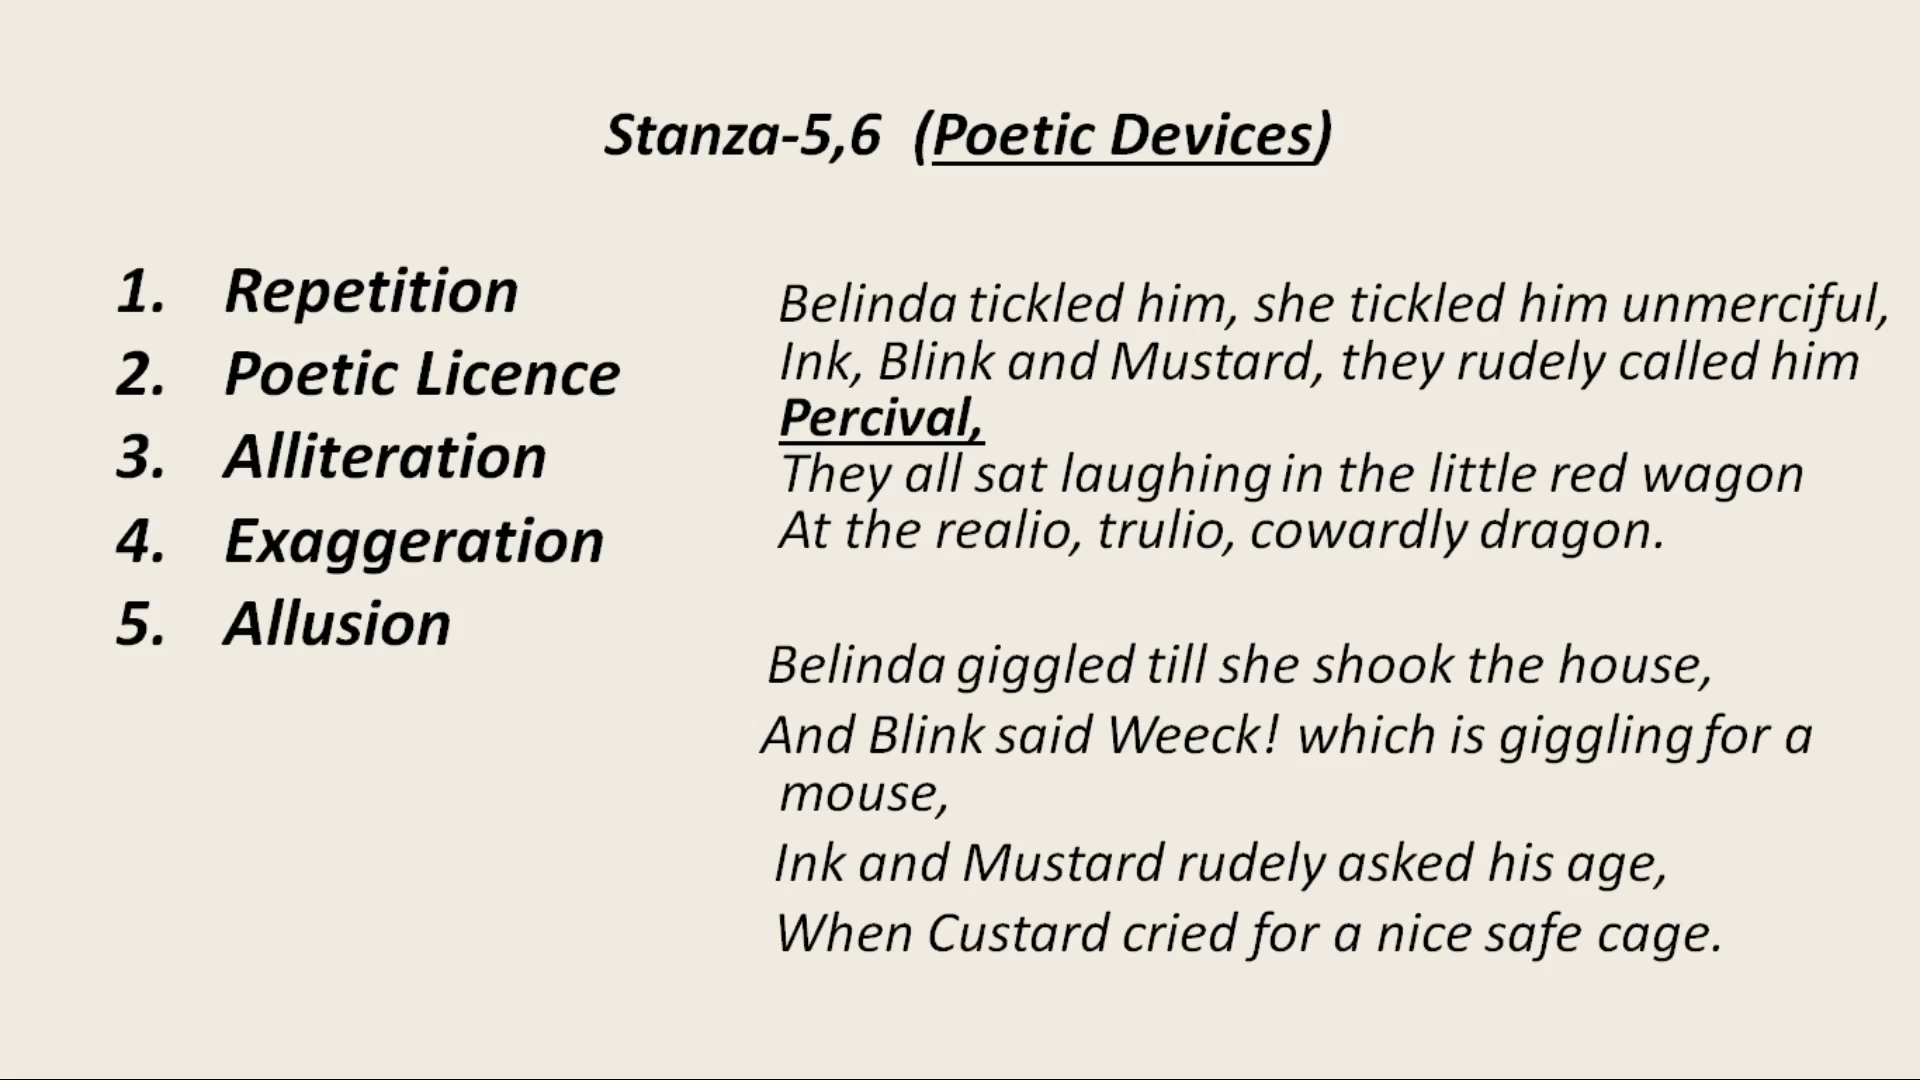 Stanza-5,6 (Poetic Devices)
1. Repetition
2. Poetic Licence
3. Alliteration
4. Exaggeration
5. Allusion
Belinda tickled him, she tickled him unmerciful,
Ink, Blink and Mustard, they rudely called him
Percival,
They all sat laughing in the little red wagon
At the realio, trulio, cowardly dragon.
Belinda giggled till she shook the house,
And Blink said Weeck! which is giggling for a
mouse,
Ink and Mustard rudely asked his age,
When Custard cried for a nice safe cage.